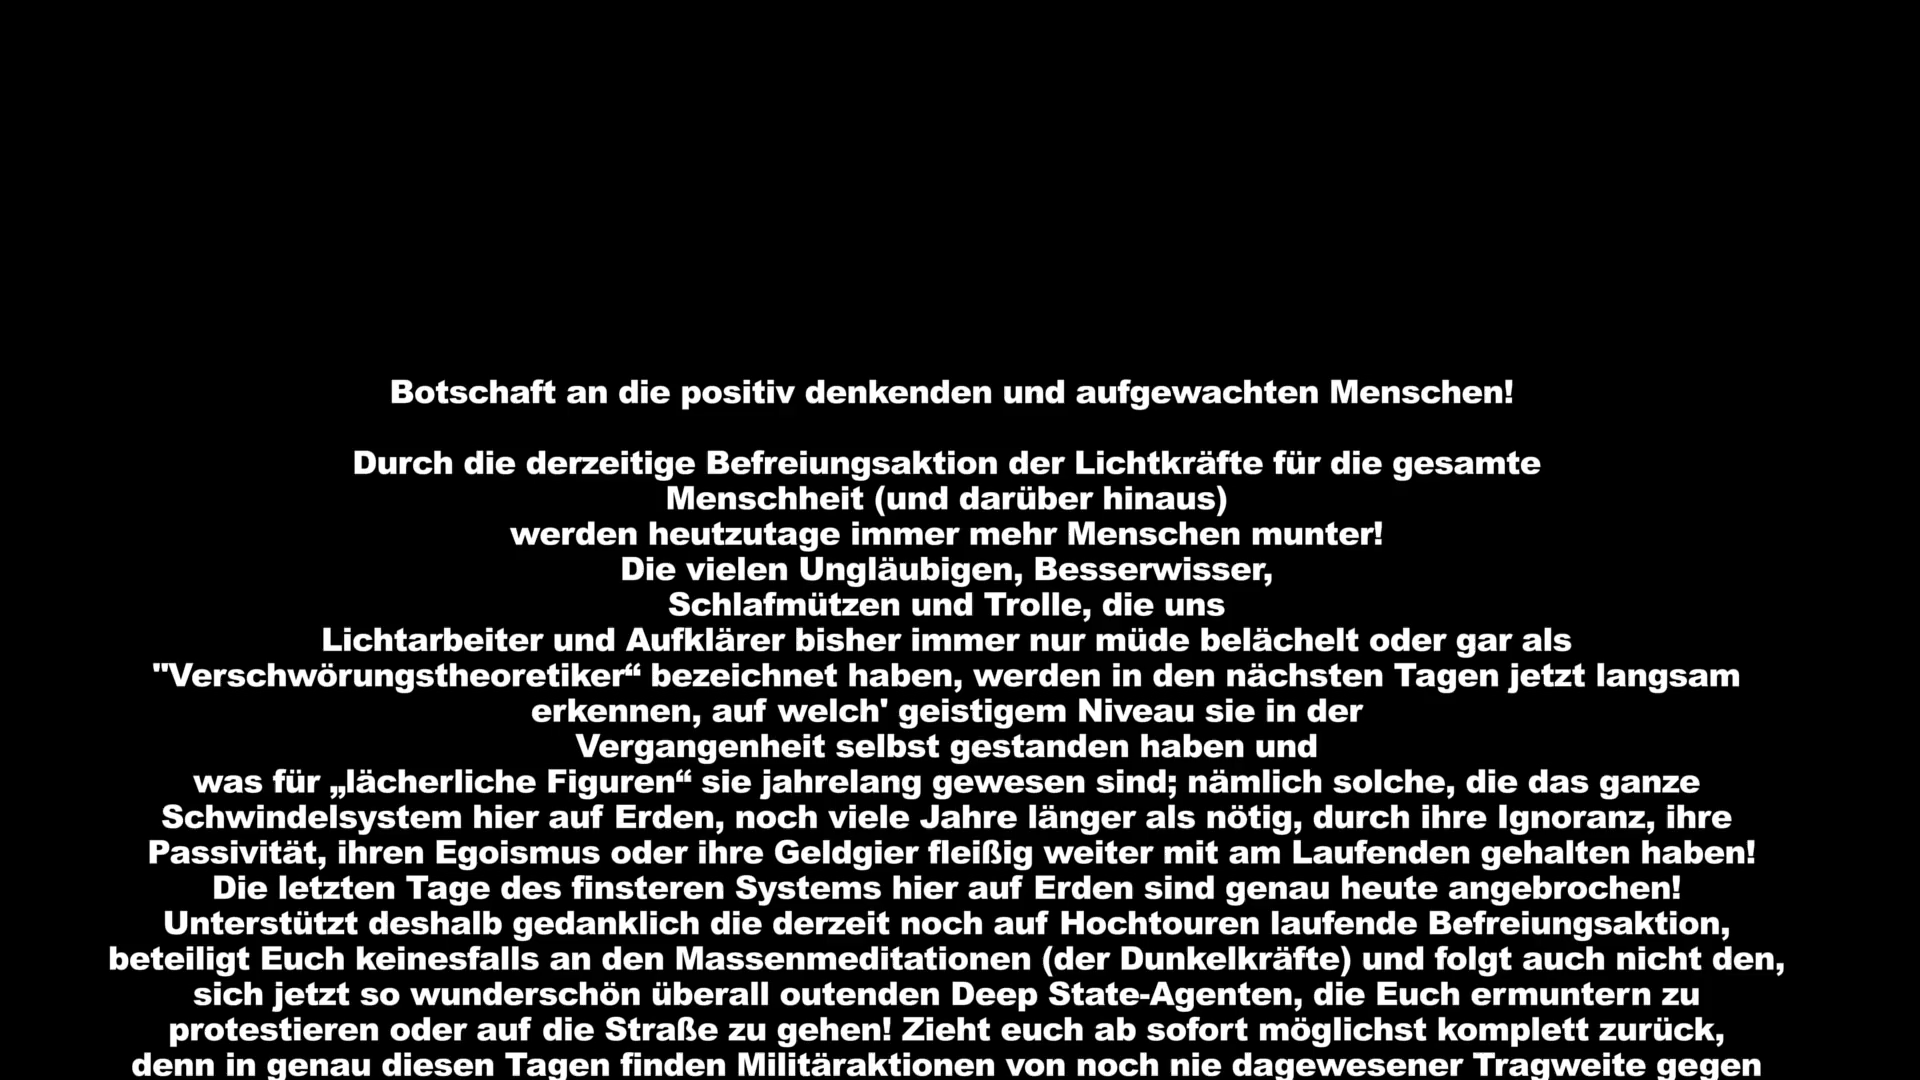 Botschaft an die positiv denkenden und aufgewachten Menschen!
Durch die derzeitige Befreiungsaktion der Lichtkräfte für die gesamte
Menschheit (und darüber hinaus)
werden heutzutage immer mehr Menschen munter!
Die vielen Ungläubigen, Besserwisser,
Schlafmützen und Trolle, die uns
Lichtarbeiter und Aufklärer bisher immer nur müde belächelt oder gar als
"Verschwörungstheoretiker“ bezeichnet haben, werden in den nächsten Tagen jetzt langsam
erkennen, auf welch' geistigem Niveau sie in der
Vergangenheit selbst gestanden haben und
was für „lächerliche Figuren“ sie jahrelang gewesen sind; nämlich solche, die das ganze
Schwindelsystem hier auf Erden, noch viele Jahre länger als nötig, durch ihre Ignoranz, ihre
Passivität, ihren Egoismus oder ihre Geldgier fleißig weiter mit am Laufenden gehalten haben!
Die letzten Tage des finsteren Systems hier auf Erden sind genau heute angebrochen!
Unterstützt deshalb gedanklich die derzeit noch auf Hochtouren laufende Befreiungsaktion,
beteiligt Euch keinesfalls an den Massenmeditationen (der Dunkelkräfte) und folgt auch nicht den,
sich jetzt so wunderschön überall outenden Deep State-Agenten, die Euch ermuntern zu
protestieren oder auf die Straße zu gehen! Zieht euch ab sofort möglichst komplett zurück,
denn in genau diesen Tagen finden Militäraktionen von noch nie dagewesener Tragweite gegen